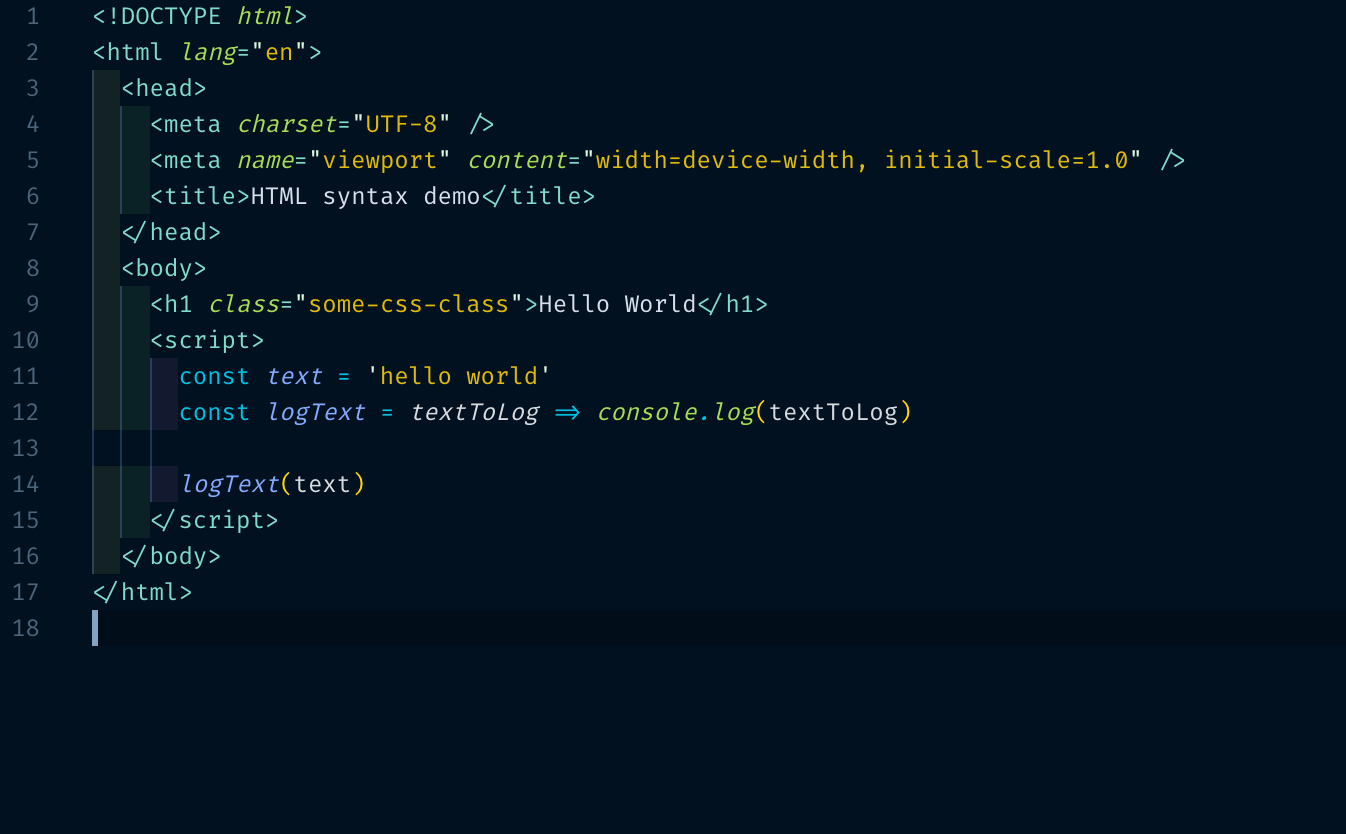 1 <!DOCTYPE html>
2 <html lang="en">
3   <head>
4     <meta charset="UTF-8" />
5     <meta name="viewport" content="width=device-width, initial-scale=1.0" />
6     <title>HTML syntax demo</title>
7   </head>
8   <body>
9     <h1 class="some-css-class">Hello World</h1>
10     <script>
11       const text = 'hello world'
12       const logText = textToLog => console.log(textToLog)
13
14       logText(text)
15     </script>
16   </body>
17 </html>
18